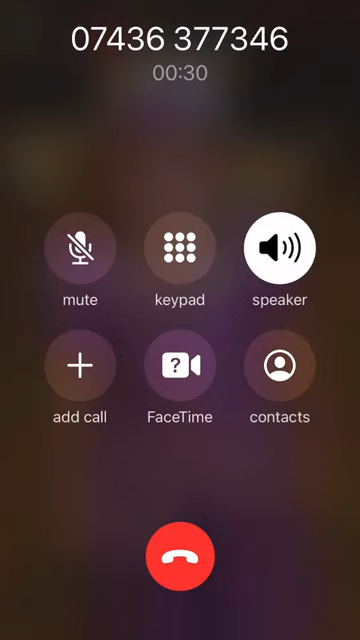 07436 377346
00:30
mute
keypad
speaker
add call
FaceTime
contacts